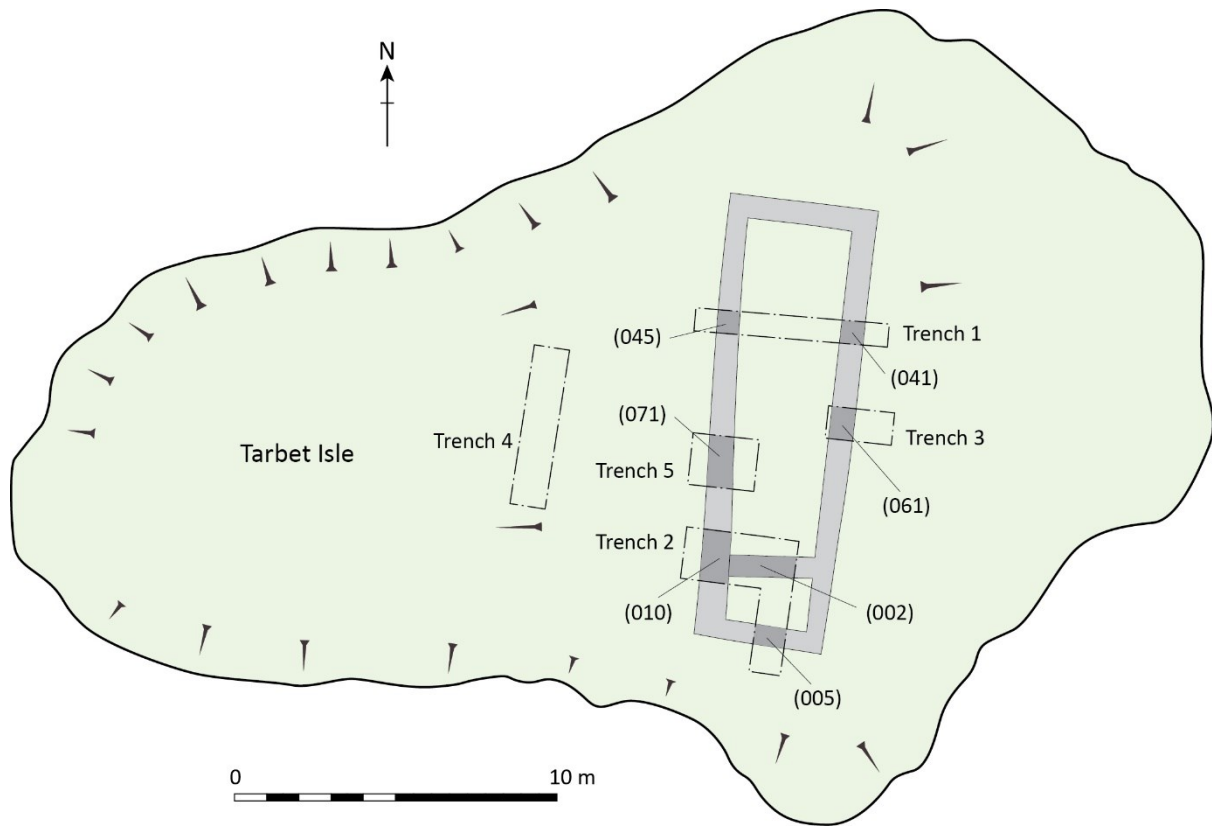 N
Trench 1
(045)
(041)
(071)
Trench 4
Trench 3
Tarbet Isle
Trench 5
(061)
Trench 2
(010)
(002)
(005)
0 10 m